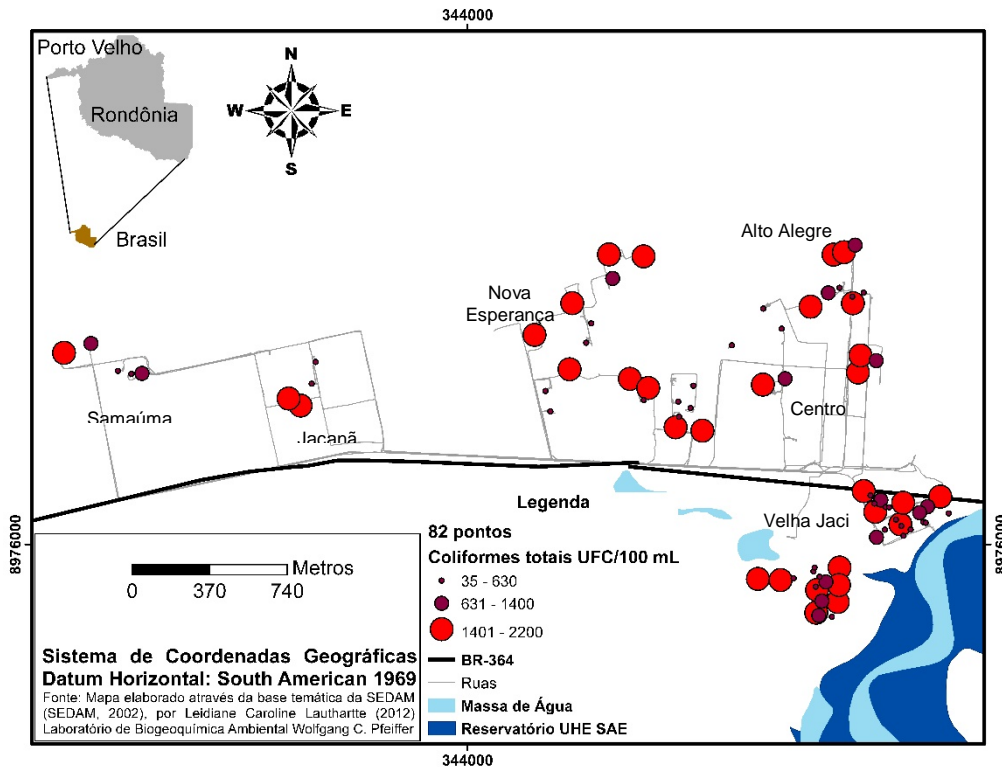 344000
Porto Velho
Rondônia
Brasil
N
W
E
S
Alto Alegre
Nova
Esperança
Samaúma
Jacanã
Centro
Velha Jaci
8976000
8976000
Metros
0 370 740
Sistema de Coordenadas Geográficas
Datum Horizontal: South American 1969
Fonte: Mapa elaborado através da base temática da SEDAM
(SEDAM, 2002), por Leidiane Caroline Lauthartte (2012)
Laboratório de Biogeoquímica Ambiental Wolfgang C. Pfeiffer
Legenda
82 pontos
Coliformes totais UFC/100 mL
35 - 630
631 - 1400
1401 - 2200
BR-364
Ruas
Massa de Água
Reservatório UHE SAE
344000